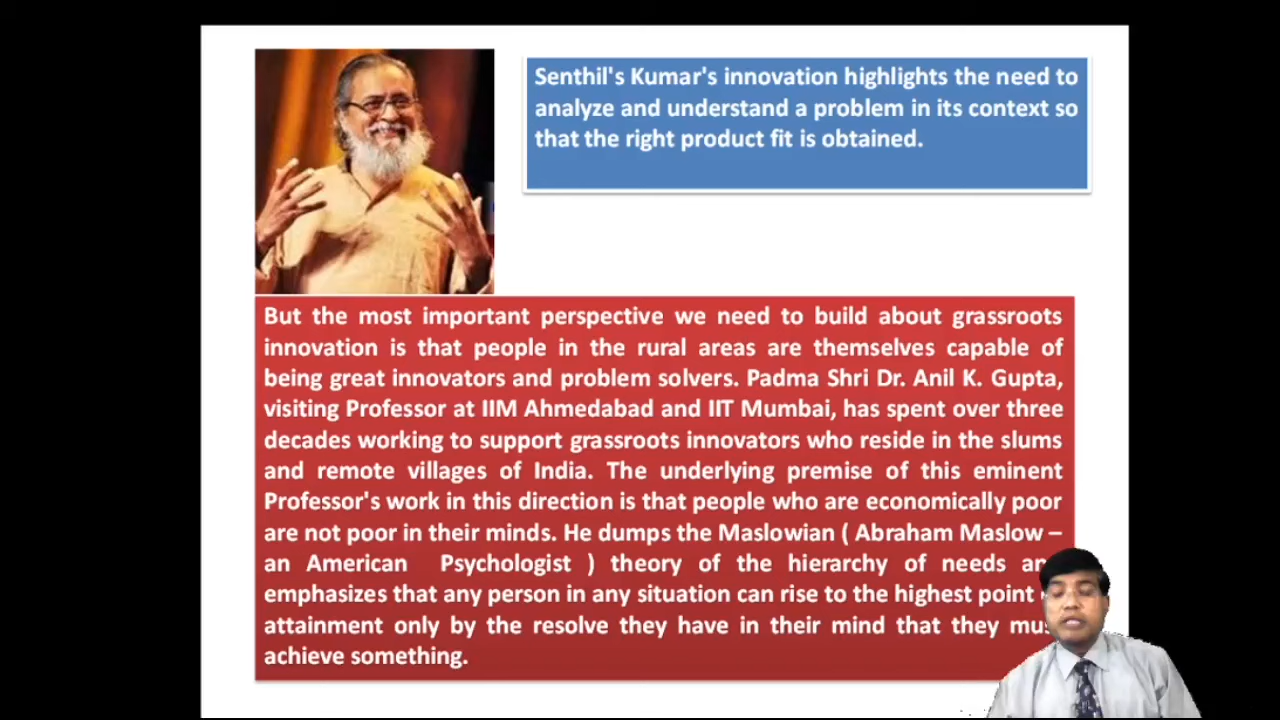 Senthil's Kumar's innovation highlights the need to
analyze and understand a problem in its context so
that the right product fit is obtained.
But the most important perspective we need to build about grassroots
innovation is that people in the rural areas are themselves capable of
being great innovators and problem solvers. Padma Shri Dr. Anil K. Gupta,
visiting Professor at IIM Ahmedabad and IIT Mumbai, has spent over three
decades working to support grassroots innovators who reside in the slums
and remote villages of India. The underlying premise of this eminent
Professor's work in this direction is that people who are economically poor
are not poor in their minds. He dumps the Maslowian ( Abraham Maslow –
an American Psychologist ) theory of the hierarchy of needs
emphasizes that any person in any situation can rise to the highest point
attainment only by the resolve they have in their mind that they
achieve something.